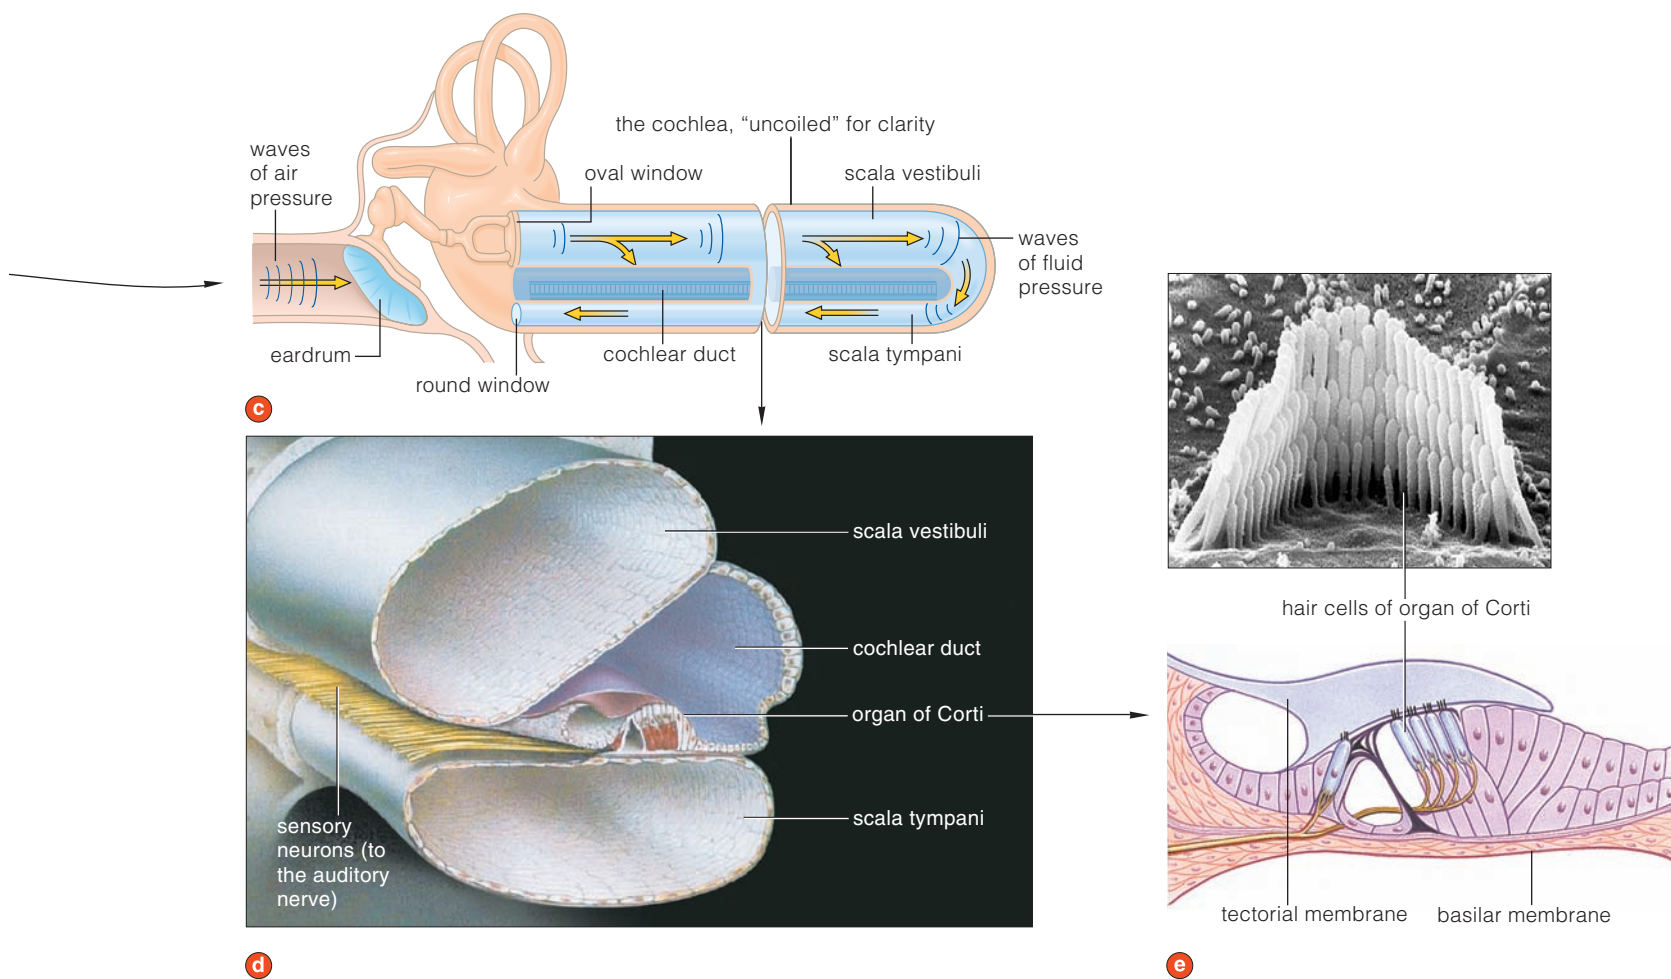 the cochlea, “uncoiled” for clarity
waves
of air
pressure
oval window
scala vestibuli
waves
of fluid
pressure
eardrum
cochlear duct
scala tympani
round window
c
scala vestibuli
cochlear duct
organ of Corti
scala tympani
sensory
neurons (to
the auditory
nerve)
d
hair cells of organ of Corti
tectorial membrane
basilar membrane
e